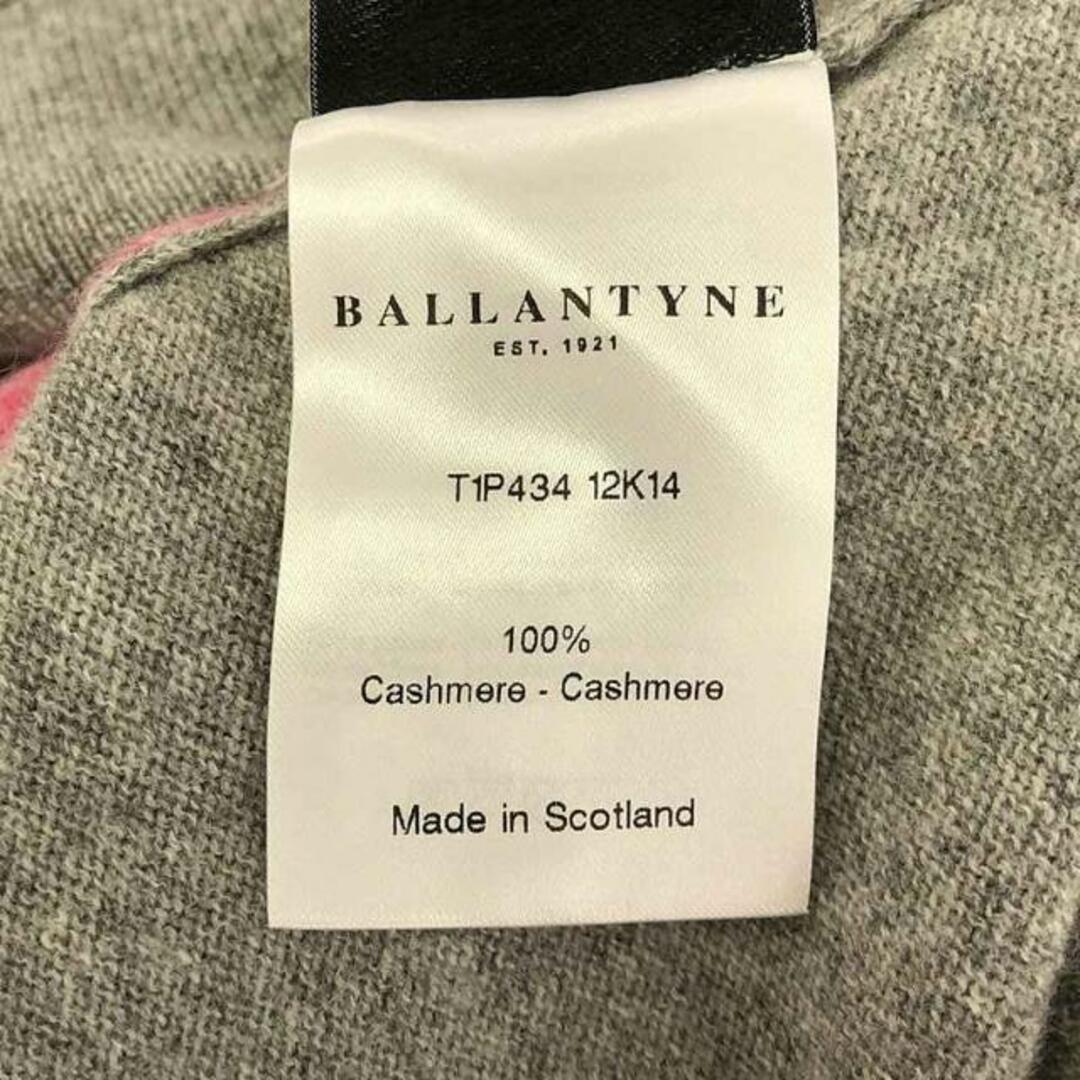 BALLANTYNE
EST. 1921
T1P434 12K14
100%
Cashmere - Cashmere
Made in Scotland